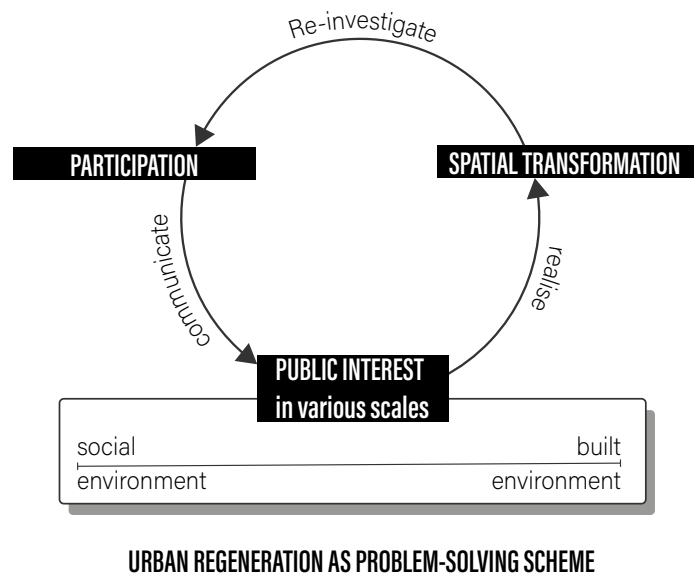 Re-investigate
PARTICIPATION
SPATIAL TRANSFORMATION
communicate
realise
PUBLIC INTEREST
in various scales
social
built
environment
environment
URBAN REGENERATION AS PROBLEM-SOLVING SCHEME